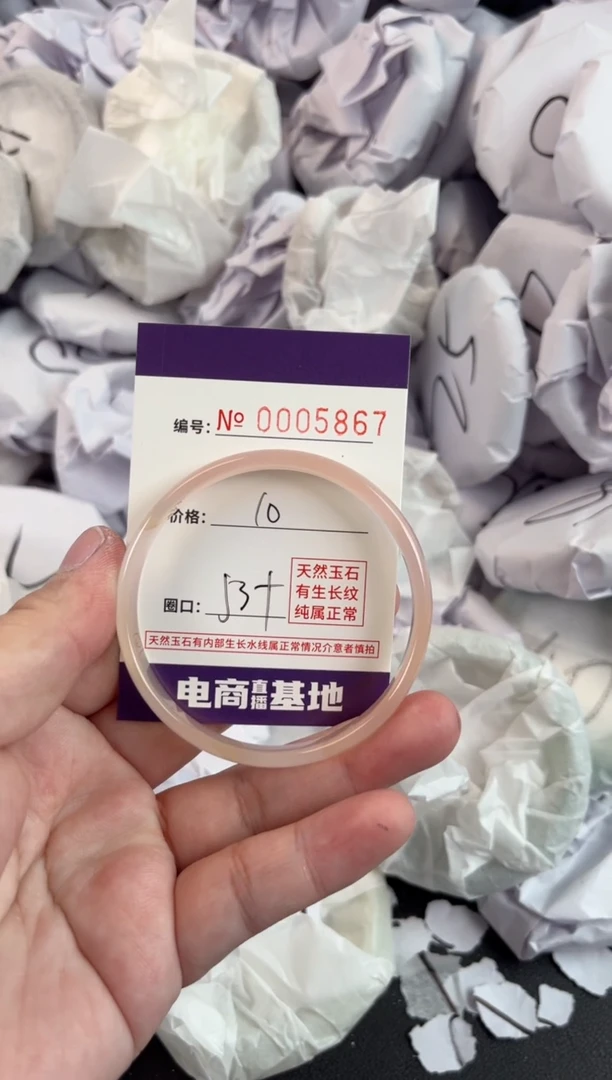 编号: № 0005867
价格: 10
圈口: 53+
天然玉石
有生长纹
纯属正常
天然玉石有内部生长水线属正常情况介意者慎拍
电商直播基地